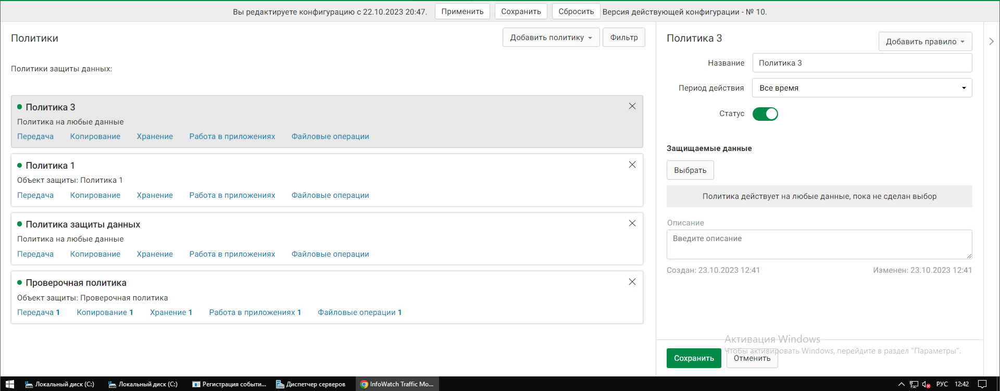 Вы редактируете конфигурацию с 22.10.2023 20:47. Применить Сохранить Сбросить Версия действующей конфигурации - № 10.
Политики Добавить политику Фильтр
Политики защиты данных:
Политика 3
Политика на любые данные
Передача Копирование Хранение Работа в приложениях Файловые операции
Политика 1
Объект защиты: Политика 1
Передача Копирование Хранение Работа в приложениях Файловые операции
Политика защиты данных
Политика на любые данные
Передача Копирование Хранение Работа в приложениях Файловые операции
Проверочная политика
Объект защиты: Проверочная политика
Передача 1 Копирование 1 Хранение 1 Работа в приложениях 1 Файловые операции 1
Политика 3 Добавить правило
Название Политика 3
Период действия Все время
Статус
Защищаемые данные
Выбрать
Политика действует на любые данные, пока не сделан выбор
Описание
Введите описание
Создан: 23.10.2023 12:41 Изменен: 23.10.2023 12:41
Активация Windows
Чтобы активировать Windows, перейдите в раздел "Параметры".
Сохранить Отменить
Локальный диск (C:) Локальный диск (C:) Регистрация событи... Диспетчер серверов InfoWatch Traffic Mo... РУС 12:42